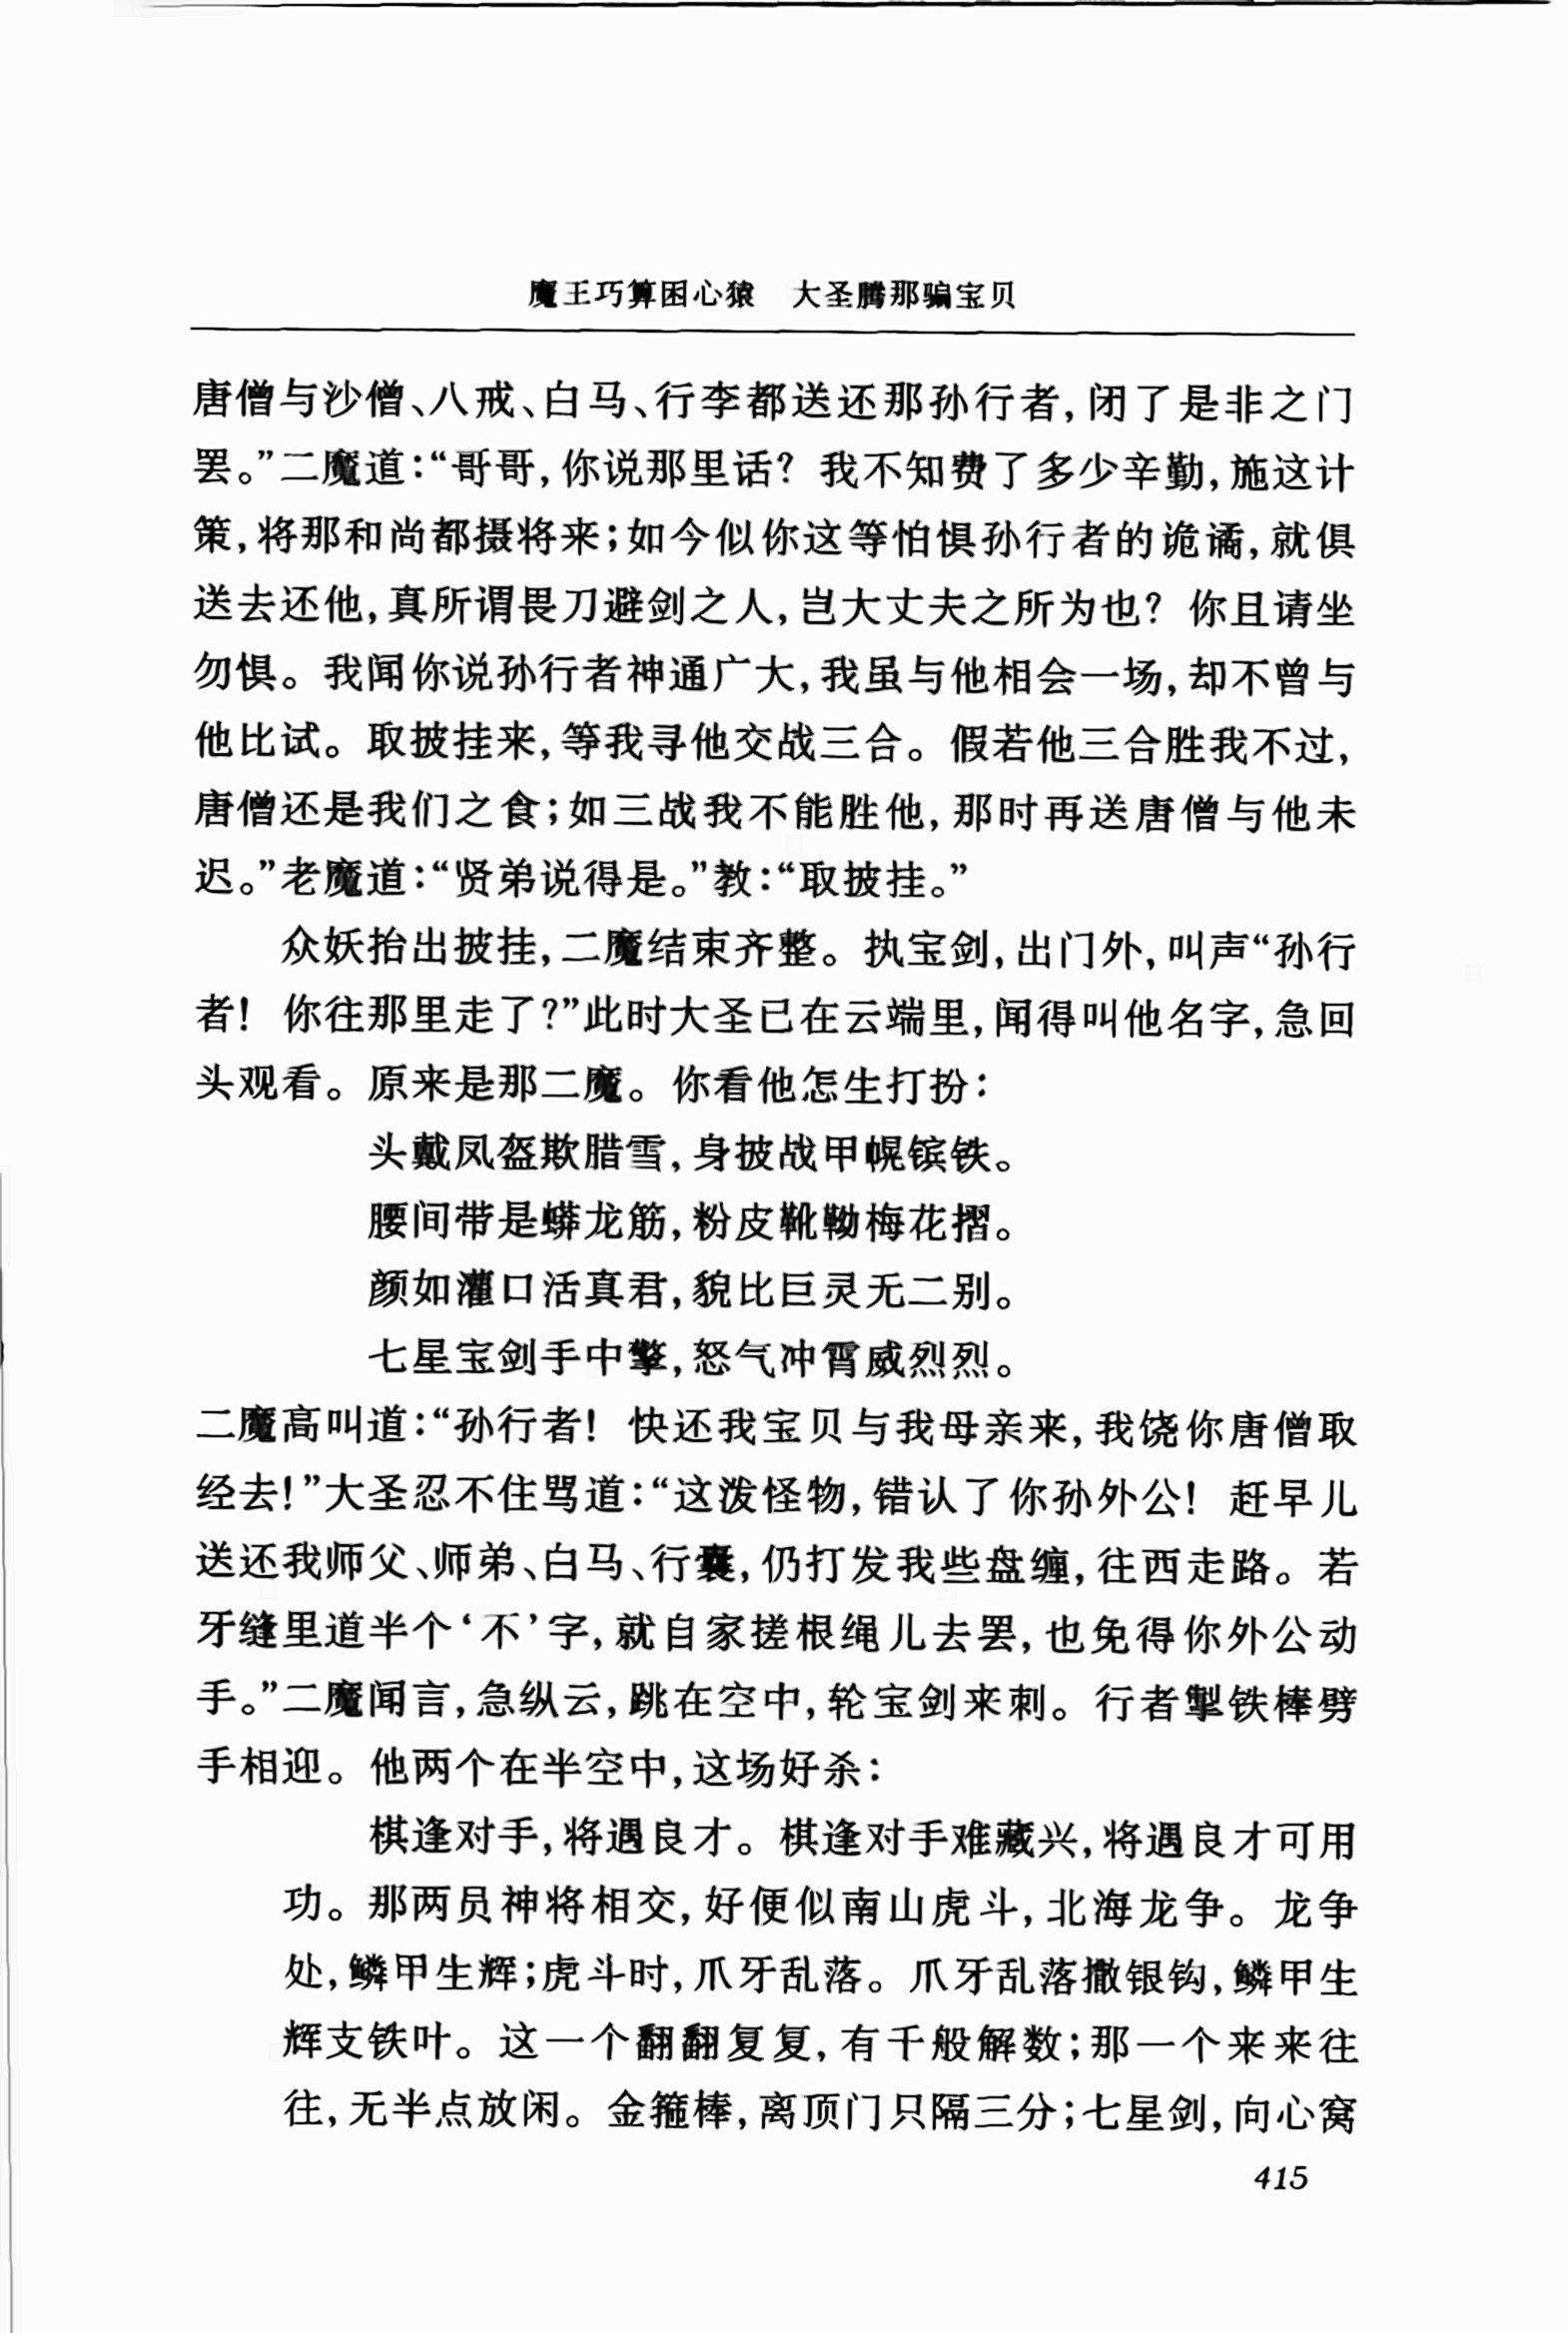 魔王巧算困心猿　大圣腾那骗宝贝
唐僧与沙僧、八戒、白马、行李都送还那孙行者,闭了是非之门
罢。”二魔道:“哥哥,你说那里话? 我不知费了多少辛勤,施这计
策,将那和尚都摄将来;如今似你这等怕惧孙行者的诡谲,就俱
送去还他,真所谓畏刀避剑之人,岂大丈夫之所为也? 你且请坐
勿惧。我闻你说孙行者神通广大,我虽与他相会一场,却不曾与
他比试。取披挂来,等我寻他交战三合。假若他三合胜我不过,
唐僧还是我们之食;如三战我不能胜他,那时再送唐僧与他未
迟。”老魔道:“贤弟说得是。”教:“取披挂。”
众妖抬出披挂,二魔结束齐整。执宝剑,出门外,叫声“孙行
者! 你往那里走了?”此时大圣已在云端里,闻得叫他名字,急回
头观看。原来是那二魔。你看他怎生打扮:
头戴凤盔欺腊雪,身披战甲幌镔铁。
腰间带是蟒龙筋,粉皮靴靿梅花摺。
颜如灌口活真君,貌比巨灵无二别。
七星宝剑手中擎,怒气冲霄威烈烈。
二魔高叫道:“孙行者! 快还我宝贝与我母亲来,我饶你唐僧取
经去!”大圣忍不住骂道:“这泼怪物,错认了你孙外公! 赶早儿
送还我师父、师弟、白马、行囊,仍打发我些盘缠,往西走路。若
牙缝里道半个‘不’字,就自家搓根绳儿去罢,也免得你外公动
手。”二魔闻言,急纵云,跳在空中,轮宝剑来刺。行者掣铁棒劈
手相迎。他两个在半空中,这场好杀:
棋逢对手,将遇良才。棋逢对手难藏兴,将遇良才可用
功。那两员神将相交,好便似南山虎斗,北海龙争。龙争
处,鳞甲生辉;虎斗时,爪牙乱落。爪牙乱落撒银钩,鳞甲生
辉支铁叶。这一个翻翻复复,有千般解数;那一个来来往
往,无半点放闲。金箍棒,离顶门只隔三分;七星剑,向心窝
415